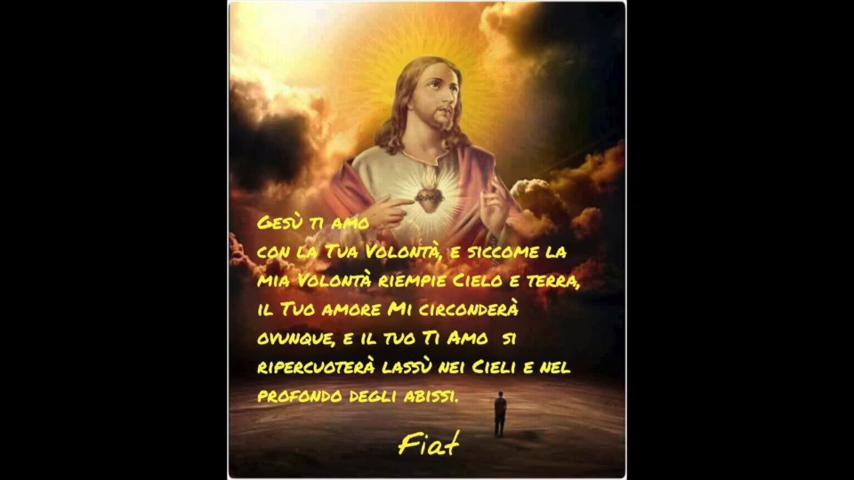 Gesù ti amo
con la Tua Volontà, e siccome la
mia Volontà riempie Cielo e terra,
il Tuo amore Mi circonderà
ovunque, e il tuo Ti Amo si
ripercuoterà lassù nei Cieli e nel
profondo degli abissi.
Fiat